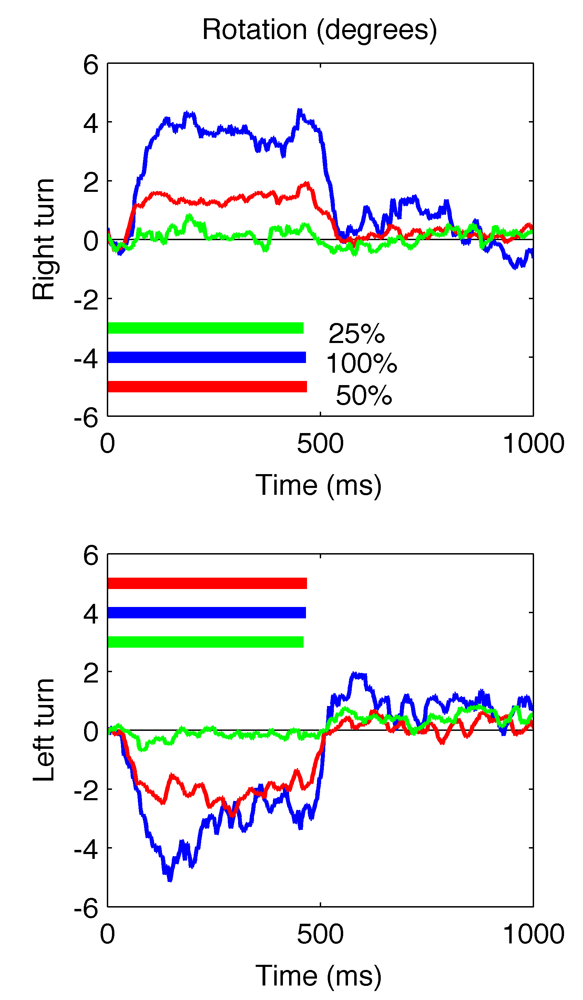 Rotation (degrees)
6
4
2
0
-2
-4
-6
Right turn
25%
100%
50%
0 500 1000
Time (ms)
6
4
2
0
-2
-4
-6
Left turn
0 500 1000
Time (ms)